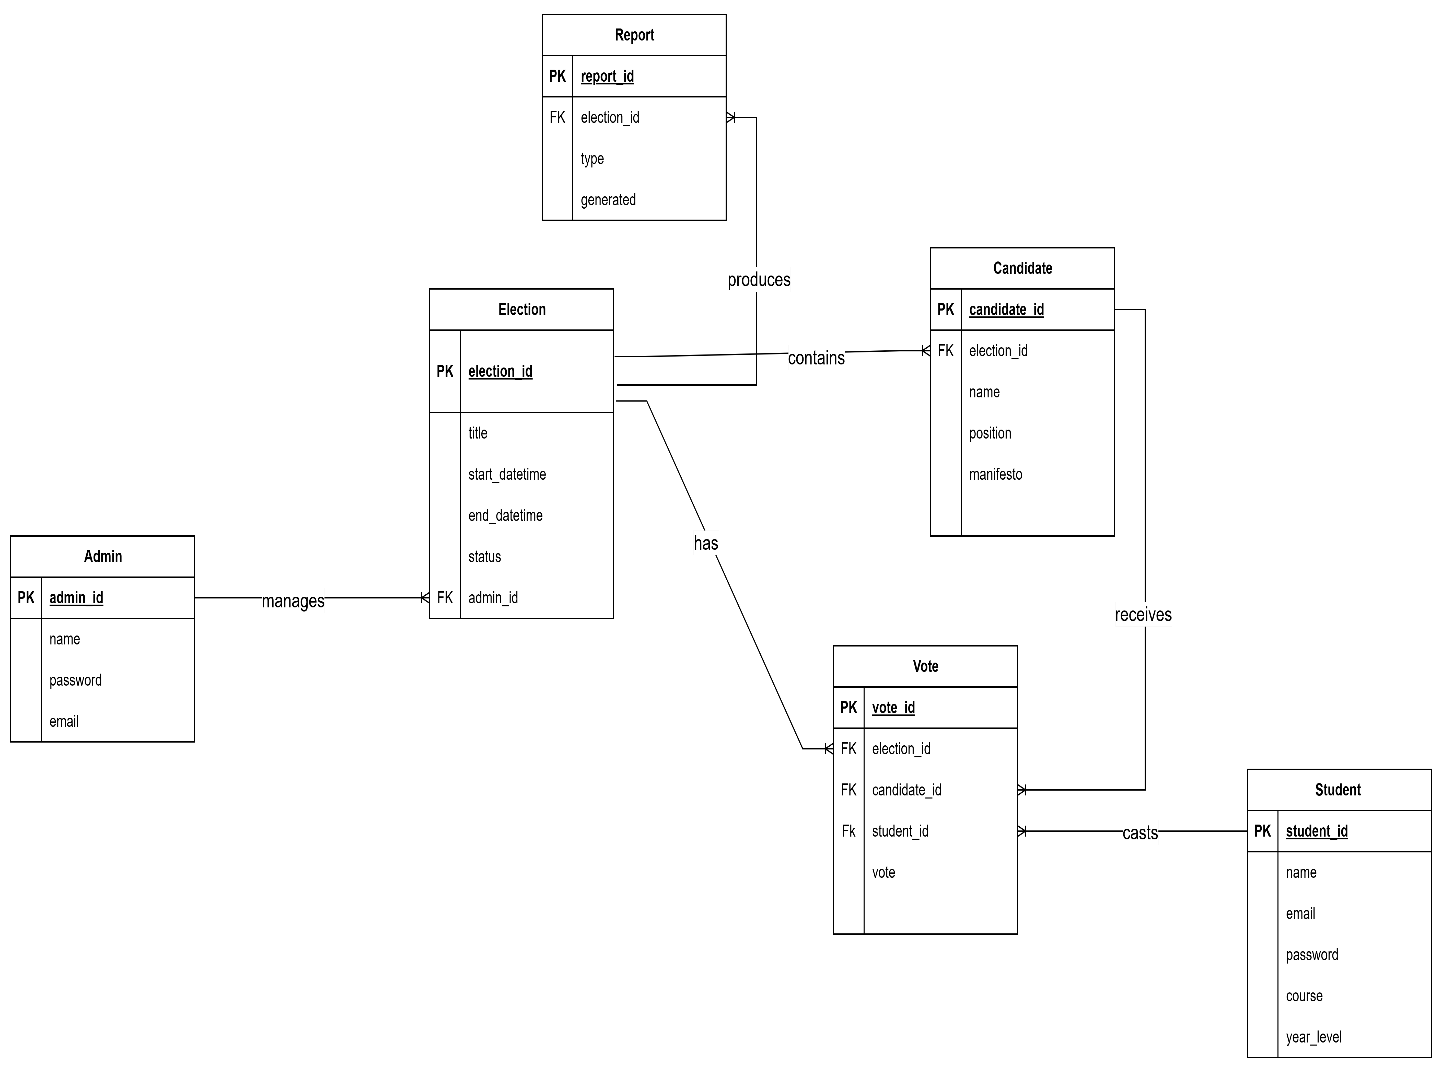 Report
PK report_id
FK election_id
type
generated
produces
Election
PK election_id
title
start_datetime
end_datetime
status
FK admin_id
contains
Candidate
PK candidate_id
FK election_id
name
position
manifesto
Admin
PK admin_id
name
password
email
manages
has
receives
Vote
PK vote_id
FK election_id
FK candidate_id
Fk student_id
vote
casts
Student
PK student_id
name
email
password
course
year_level